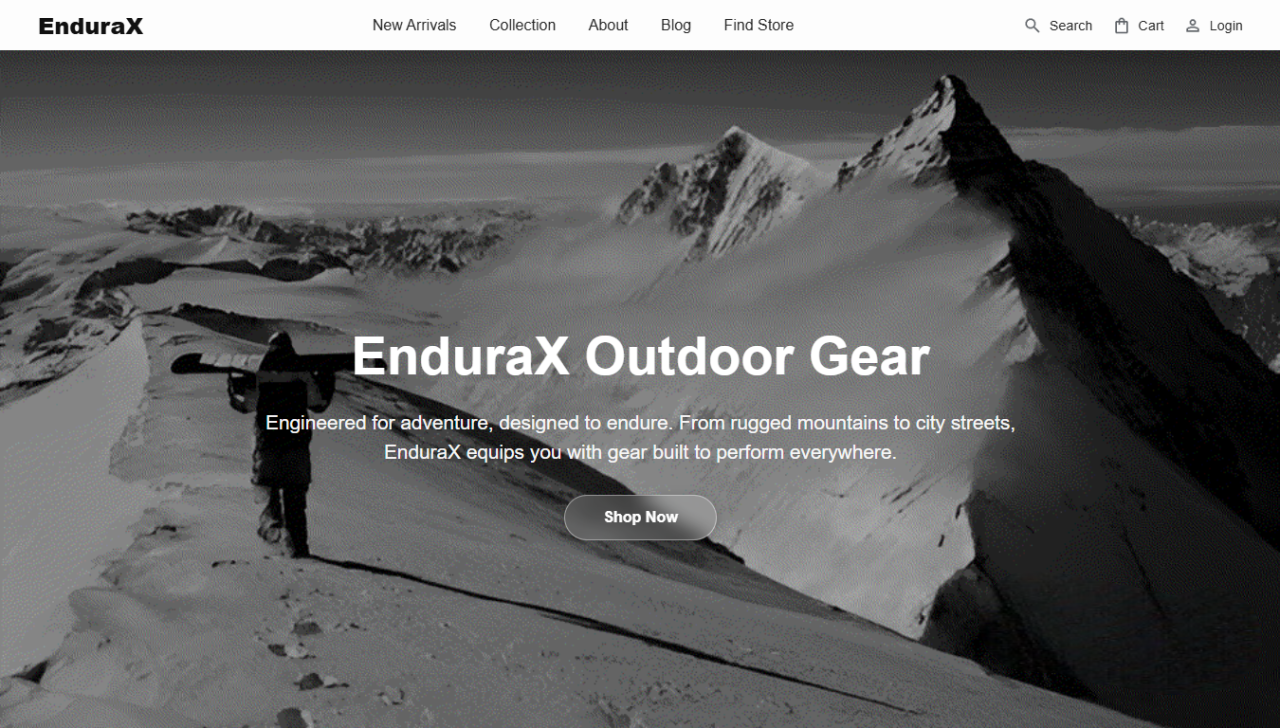 EnduraX
New Arrivals
Collection
About
Blog
Find Store
Search
Cart
Login
EnduraX Outdoor Gear
Engineered for adventure, designed to endure. From rugged mountains to city streets,
EnduraX equips you with gear built to perform everywhere.
Shop Now